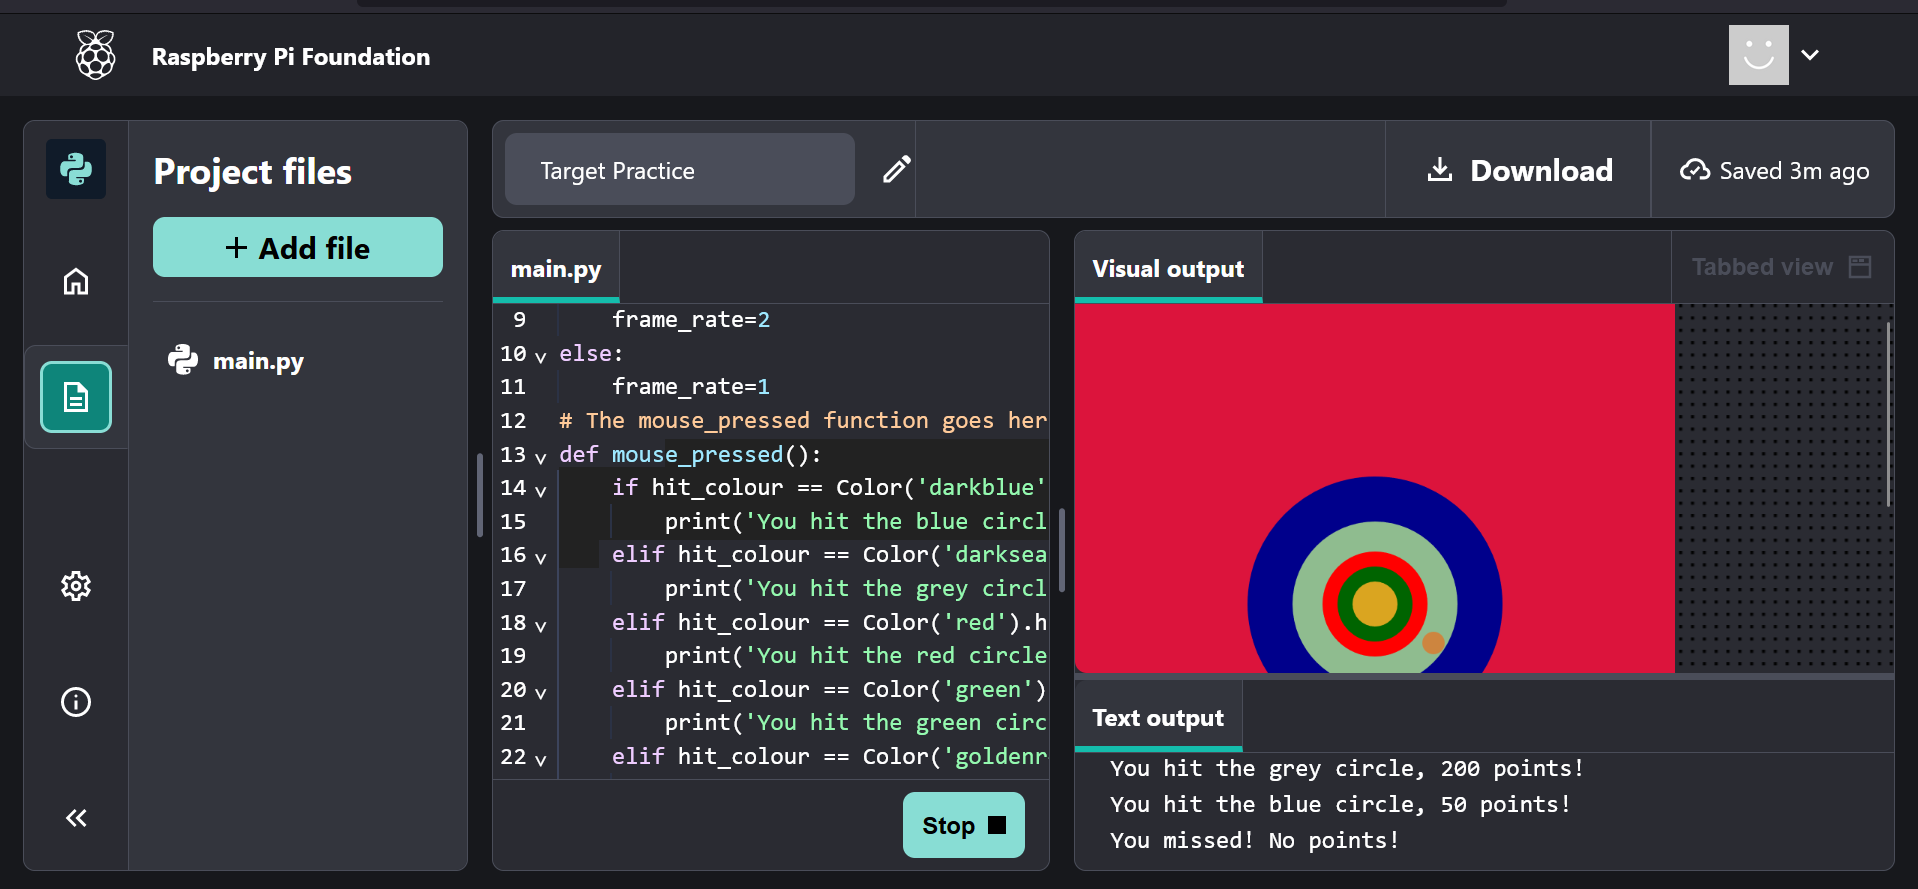 Raspberry Pi Foundation
Project files
+ Add file
main.py
Target Practice
Download
Saved 3m ago
main.py
9 frame_rate=2
10 else:
11 frame_rate=1
12 # The mouse_pressed function goes her
13 def mouse_pressed():
14 if hit_colour == Color('darkblue'
15 print('You hit the blue circl
16 elif hit_colour == Color('darksea
17 print('You hit the grey circl
18 elif hit_colour == Color('red').h
19 print('You hit the red circle
20 elif hit_colour == Color('green')
21 print('You hit the green circ
22 elif hit_colour == Color('goldenr
Stop
Visual output
Tabbed view
Text output
You hit the grey circle, 200 points!
You hit the blue circle, 50 points!
You missed! No points!